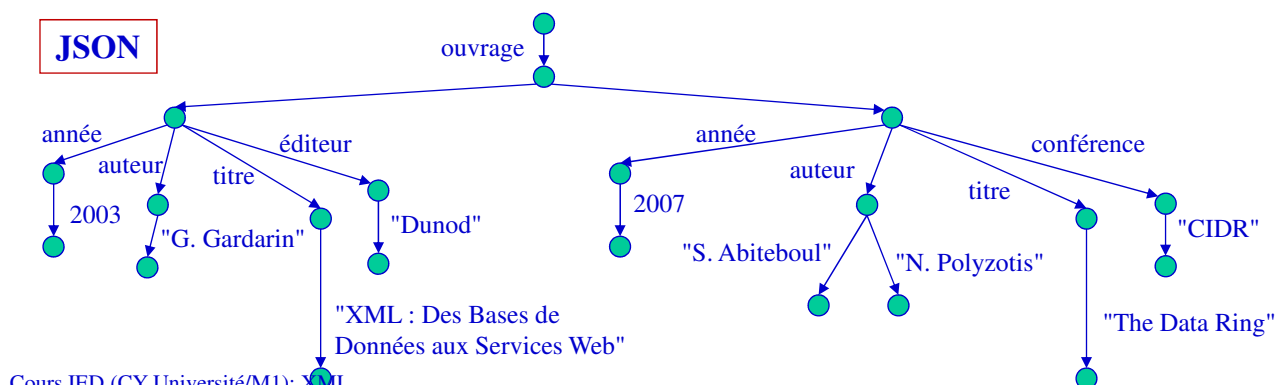 JSON
ouvrage
année
auteur
titre
éditeur
année
auteur
titre
conférence
2003
"G. Gardarin"
"Dunod"
2007
"S. Abiteboul"
"N. Polyzotis"
"CIDR"
"XML : Des Bases de
Données aux Services Web"
"The Data Ring"
Cours IED (CY Université/M1): XML